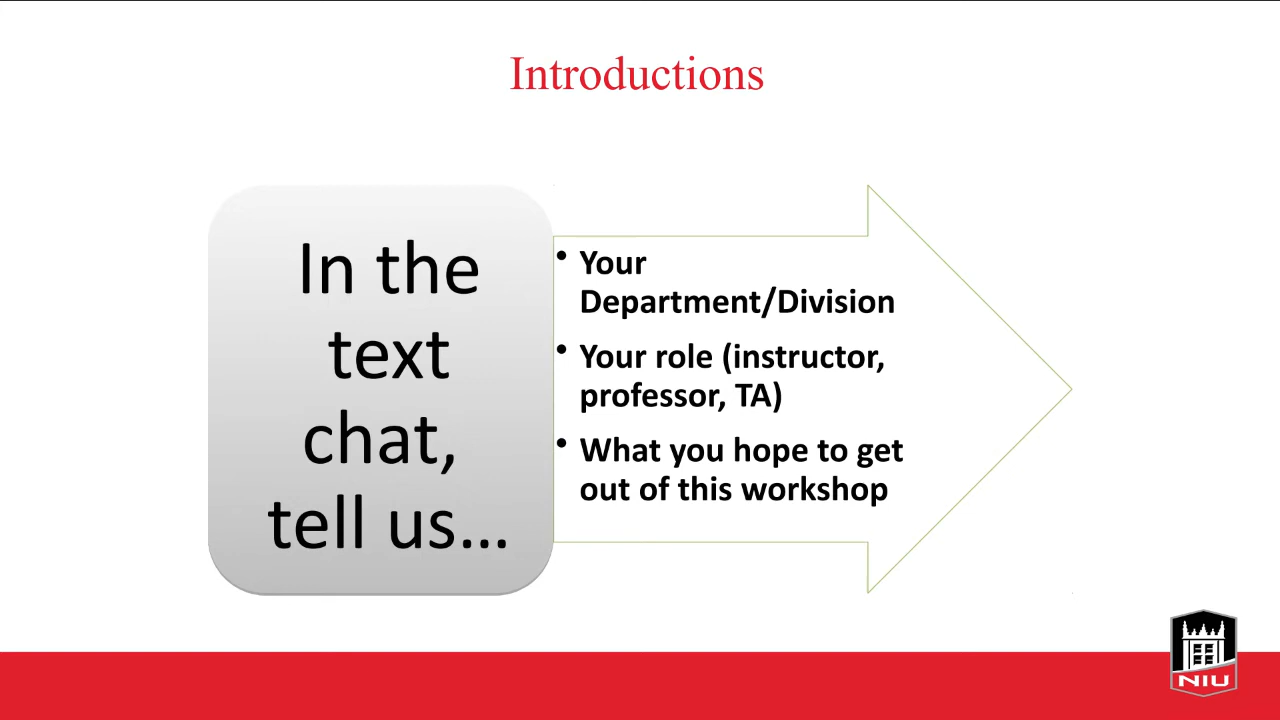 Introductions
In the
text
chat,
tell us…
• Your
Department/Division
• Your role (instructor,
professor, TA)
• What you hope to get
out of this workshop
NIU